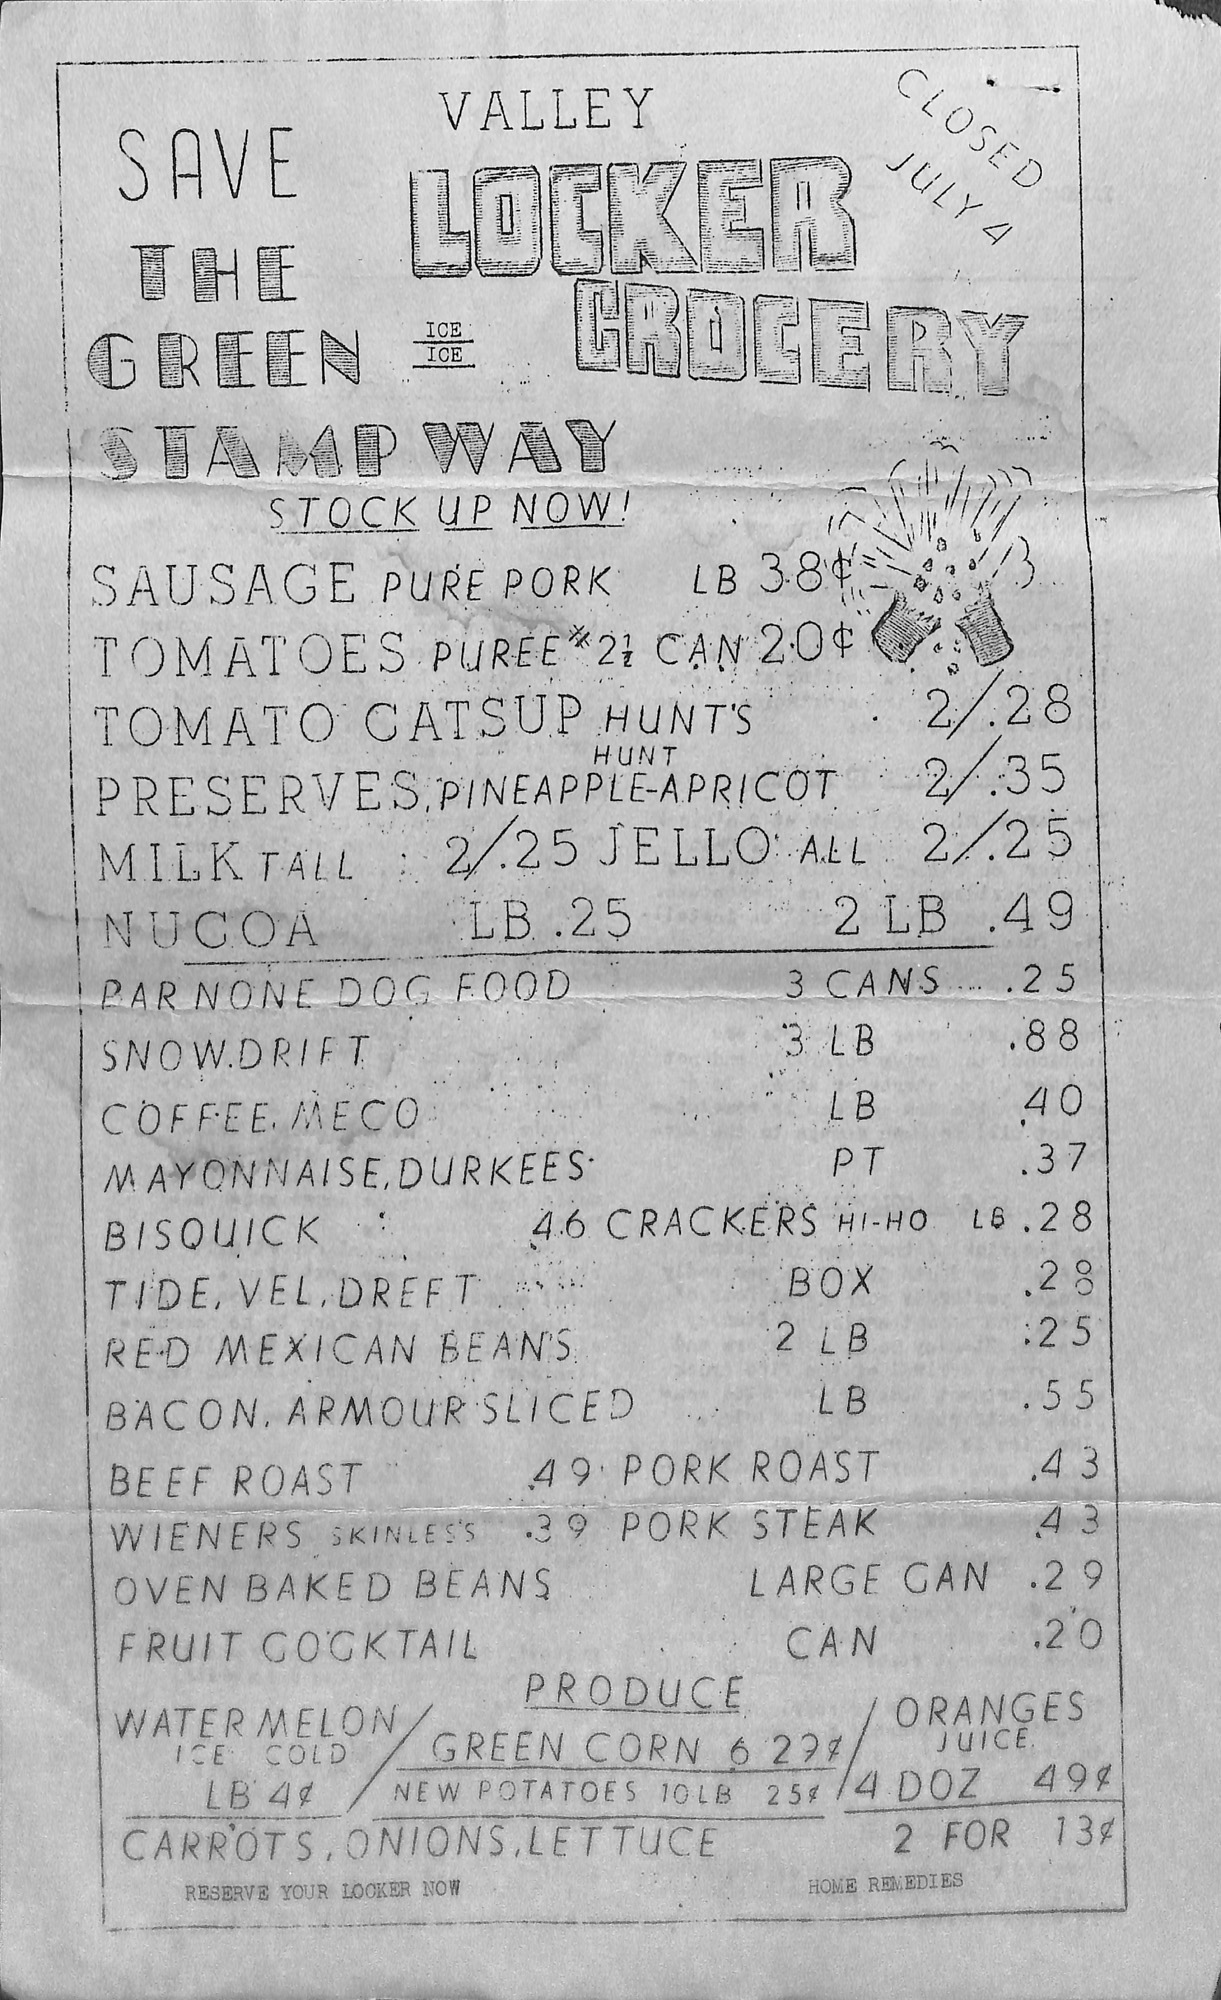 VALLEY
LOCKER
GROCERY
CLOSED
JULY 4
SAVE
THE
GREEN
STAMP WAY
ICE
ICE
STOCK UP NOW!
SAUSAGE PURE PORK LB 38¢
TOMATOES PUREE #2½ CAN 20¢
TOMATO CATSUP HUNT'S 2/.28
HUNT
PRESERVES, PINEAPPLE-APRICOT 2/.35
MILK TALL 2/.25 JELLO ALL 2/.25
NUCOA LB .25 2 LB .49
PAR NONE DOG FOOD 3 CANS .25
SNOWDRIFT 3 LB .88
COFFEE, MECO LB .40
MAYONNAISE, DURKEES PT .37
BISQUICK .46 CRACKERS HI-HO LB .28
TIDE, VEL, DREFT BOX .28
RED MEXICAN BEANS 2 LB .25
BACON, ARMOUR SLICED LB .55
BEEF ROAST .49 PORK ROAST .43
WIENERS SKINLESS .39 PORK STEAK .43
OVEN BAKED BEANS LARGE CAN .29
FRUIT COCKTAIL CAN .20
PRODUCE
WATERMELON
ICE COLD
LB 4¢
GREEN CORN 6 29¢
NEW POTATOES 10LB 25¢
ORANGES
JUICE
4 DOZ 49¢
CARROTS, ONIONS, LETTUCE 2 FOR 13¢
RESERVE YOUR LOCKER NOW HOME REMEDIES